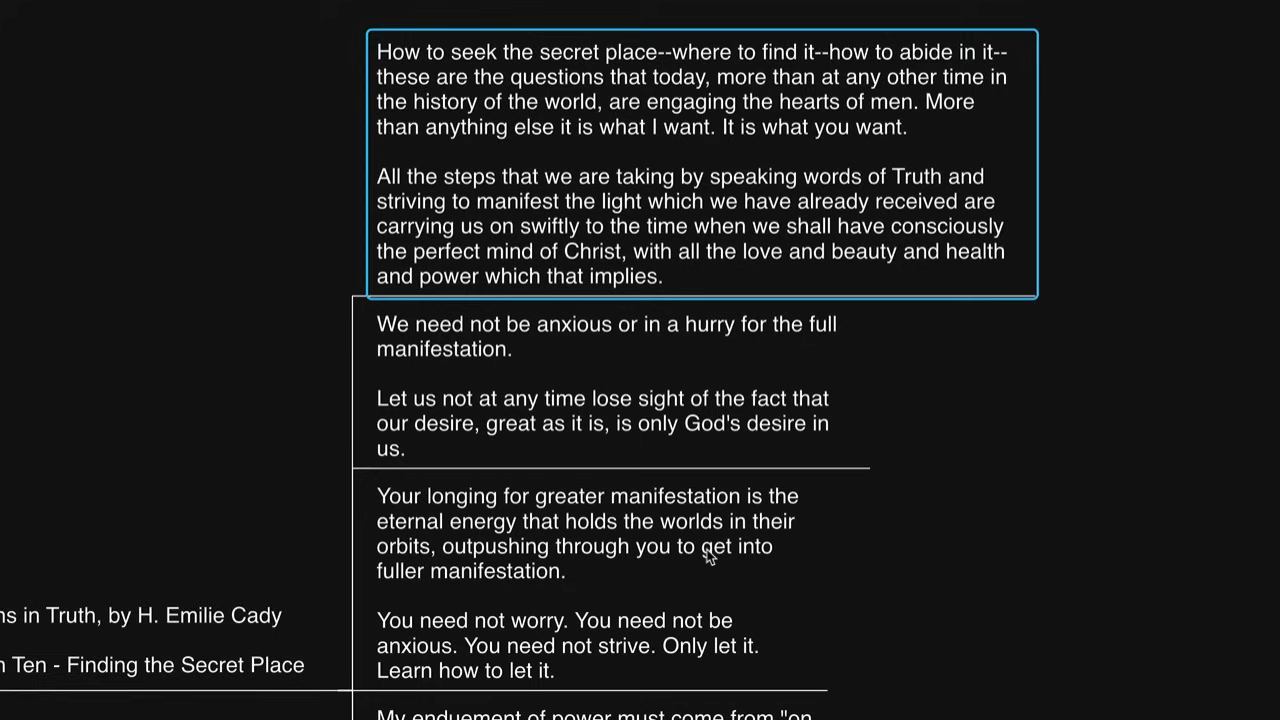 How to seek the secret place--where to find it--how to abide in it--
these are the questions that today, more than at any other time in
the history of the world, are engaging the hearts of men. More
than anything else it is what I want. It is what you want.
All the steps that we are taking by speaking words of Truth and
striving to manifest the light which we have already received are
carrying us on swiftly to the time when we shall have consciously
the perfect mind of Christ, with all the love and beauty and health
and power which that implies.
We need not be anxious or in a hurry for the full
manifestation.
Let us not at any time lose sight of the fact that
our desire, great as it is, is only God's desire in
us.
Your longing for greater manifestation is the
eternal energy that holds the worlds in their
orbits, outpushing through you to get into
fuller manifestation.
You need not worry. You need not be
anxious. You need not strive. Only let it.
Learn how to let it.
My enduement of power must come from "on
ns in Truth, by H. Emilie Cady
n Ten - Finding the Secret Place